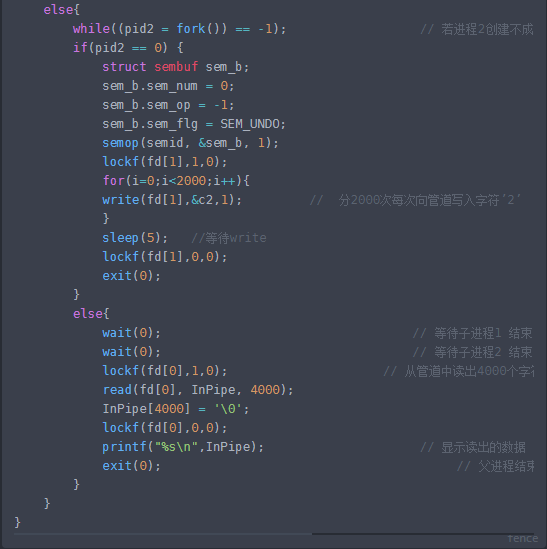 else{
while((pid2 = fork()) == -1); // 若进程2创建不成
if(pid2 == 0) {
struct sembuf sem_b;
sem_b.sem_num = 0;
sem_b.sem_op = -1;
sem_b.sem_flg = SEM_UNDO;
semop(semid, &sem_b, 1);
lockf(fd[1],1,0);
for(i=0;i<2000;i++){
write(fd[1],&c2,1); // 分2000次每次向管道写入字符'2'
}
sleep(5); //等待write
lockf(fd[1],0,0);
exit(0);
}
else{
wait(0); // 等待子进程1 结束
wait(0); // 等待子进程2 结束
lockf(fd[0],1,0); // 从管道中读出4000个字符
read(fd[0], InPipe, 4000);
InPipe[4000] = '\0';
lockf(fd[0],0,0);
printf("%s\n",InPipe); // 显示读出的数据
exit(0); // 父进程结束
}
}
}
fence